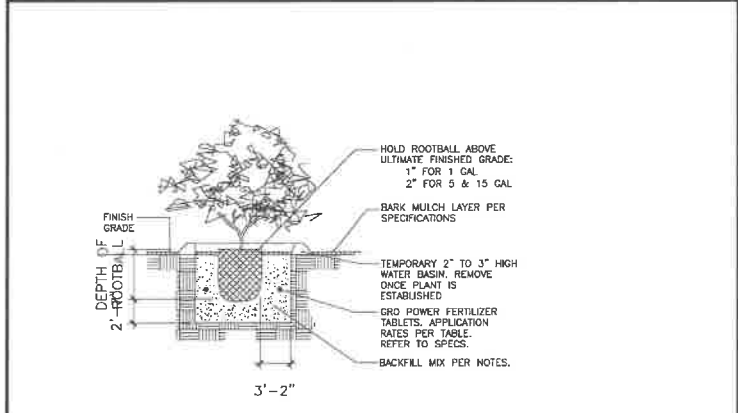 HOLD ROOTBALL ABOVE
ULTIMATE FINISHED GRADE:
1" FOR 1 GAL
2" FOR 5 & 15 GAL
BARK MULCH LAYER PER
SPECIFICATIONS
FINISH
GRADE
TEMPORARY 2" TO 3" HIGH
WATER BASIN. REMOVE
ONCE PLANT IS
ESTABLISHED
GRO POWER FERTILIZER
TABLETS. APPLICATION
RATES PER TABLE.
REFER TO SPECS.
BACKFILL MIX PER NOTES.
DEPTH OF
ROOTBALL
3'-2"